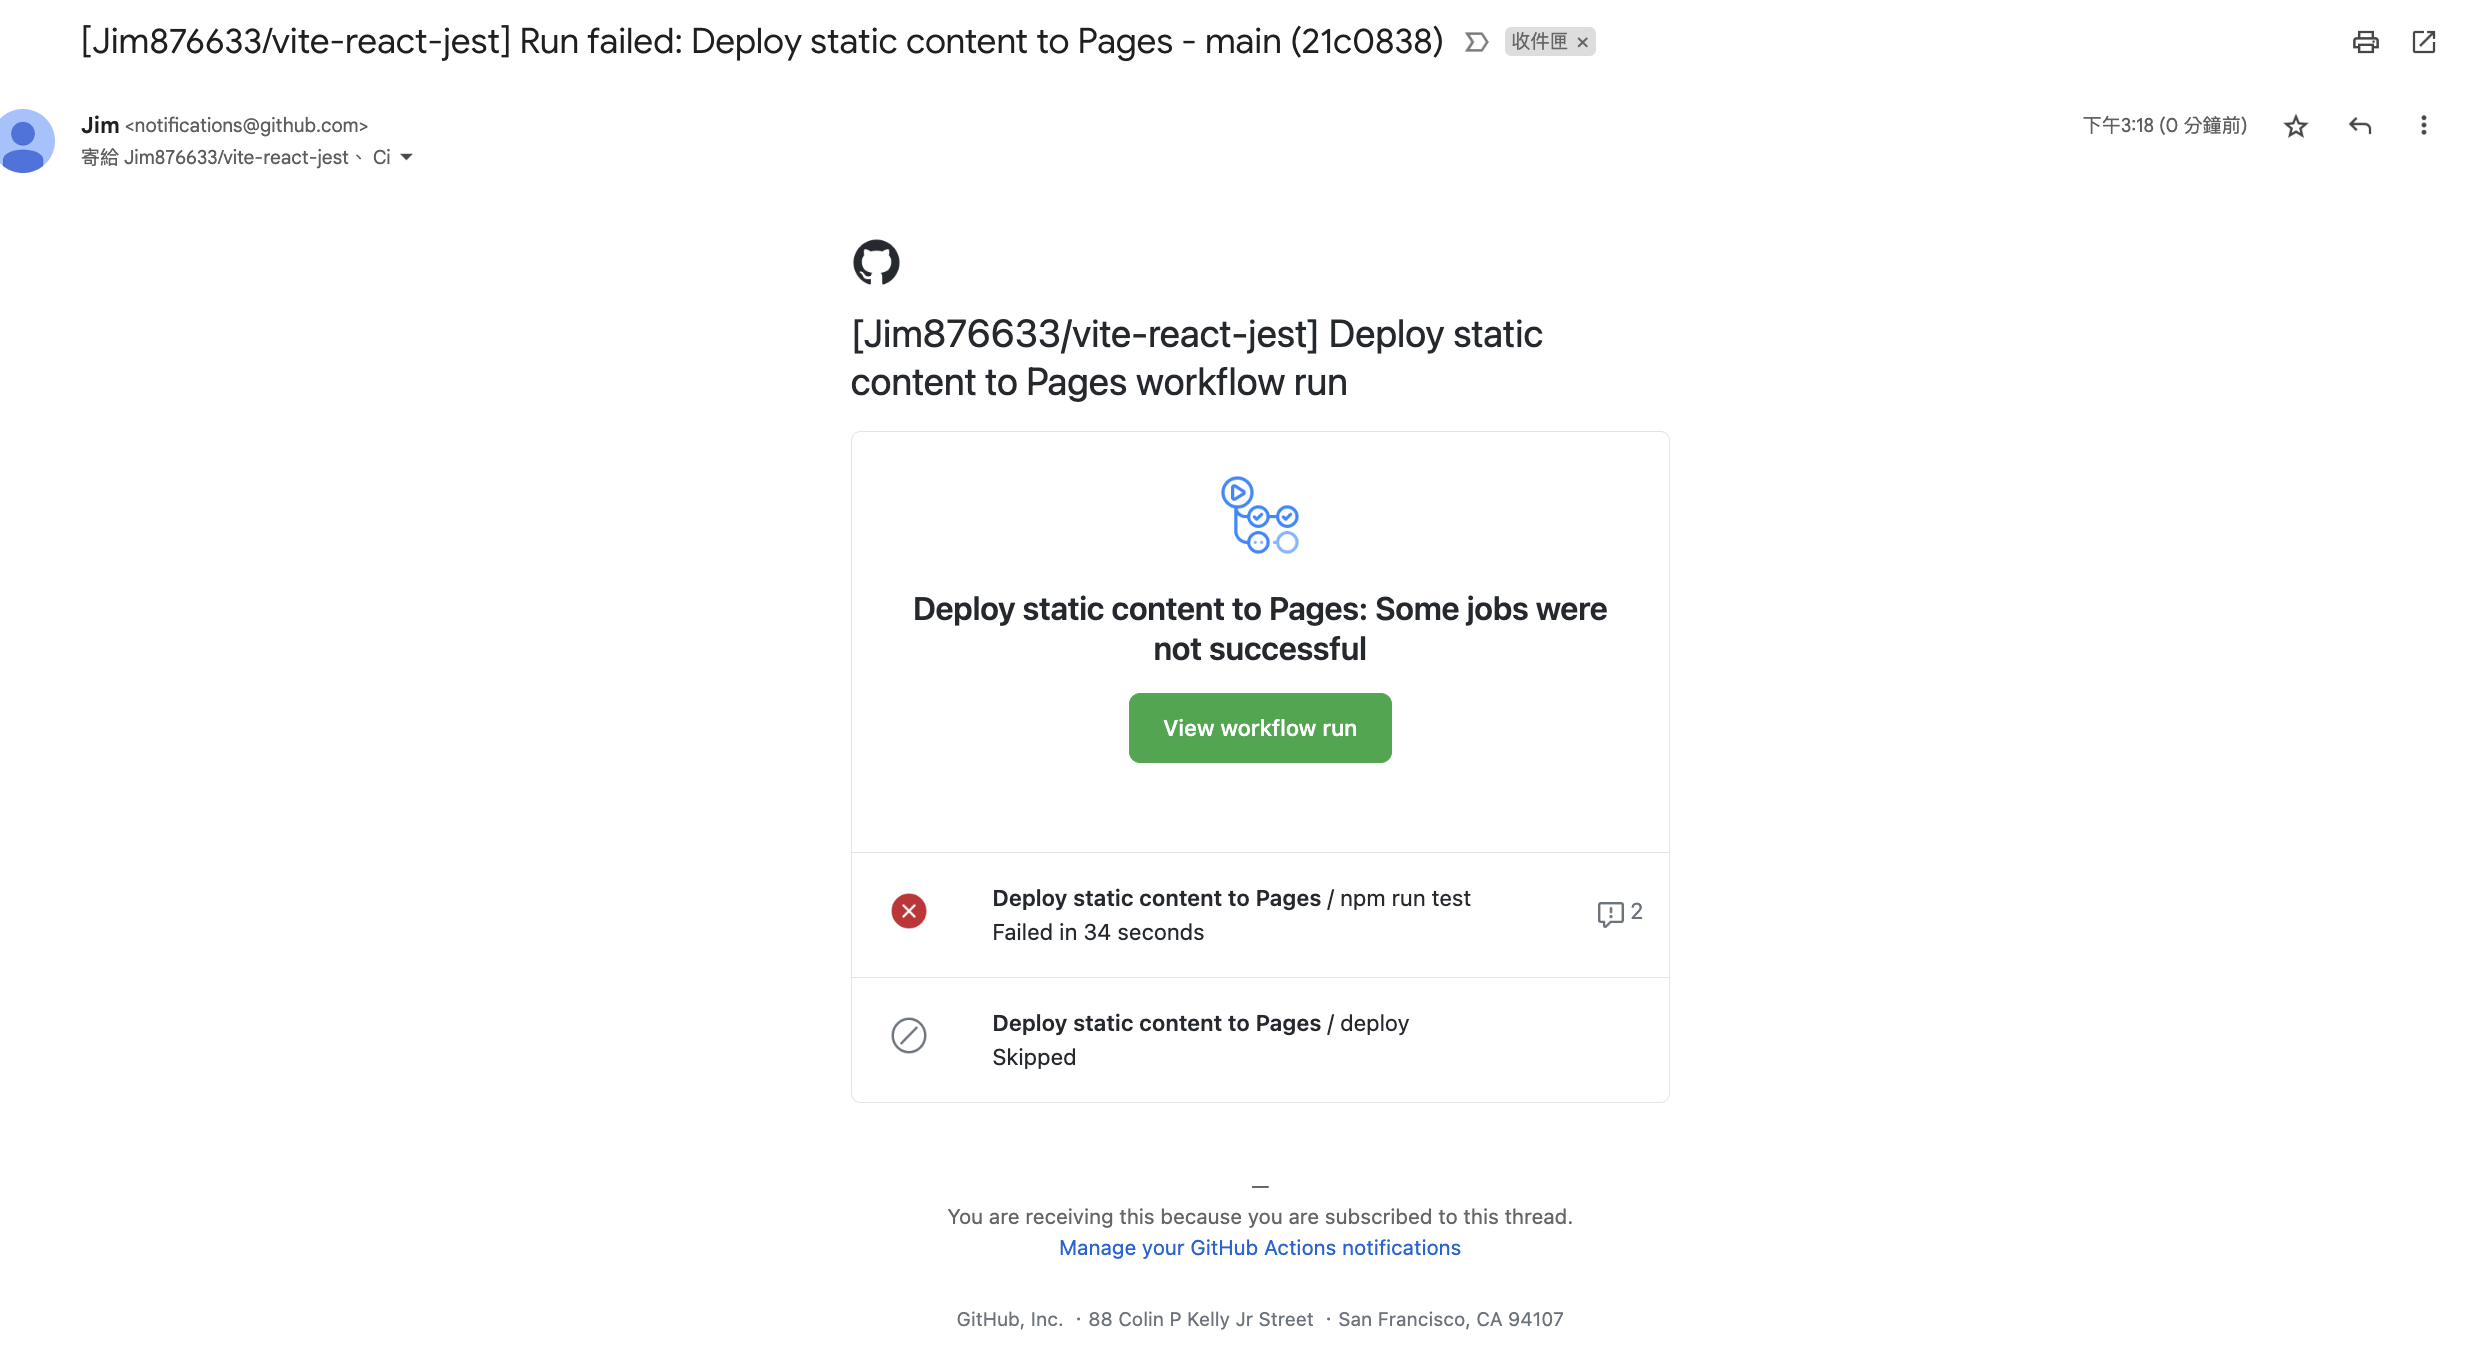 [Jim876633/vite-react-jest] Run failed: Deploy static content to Pages - main (21c0838) 收件匣 ×
Jim <notifications@github.com> 下午3:18 (0 分鐘前)
寄給 Jim876633/vite-react-jest、 Ci
[Jim876633/vite-react-jest] Deploy static
content to Pages workflow run
Deploy static content to Pages: Some jobs were
not successful
View workflow run
Deploy static content to Pages / npm run test
2
Failed in 34 seconds
Deploy static content to Pages / deploy
Skipped
—
You are receiving this because you are subscribed to this thread.
Manage your GitHub Actions notifications
GitHub, Inc. ・88 Colin P Kelly Jr Street ・San Francisco, CA 94107